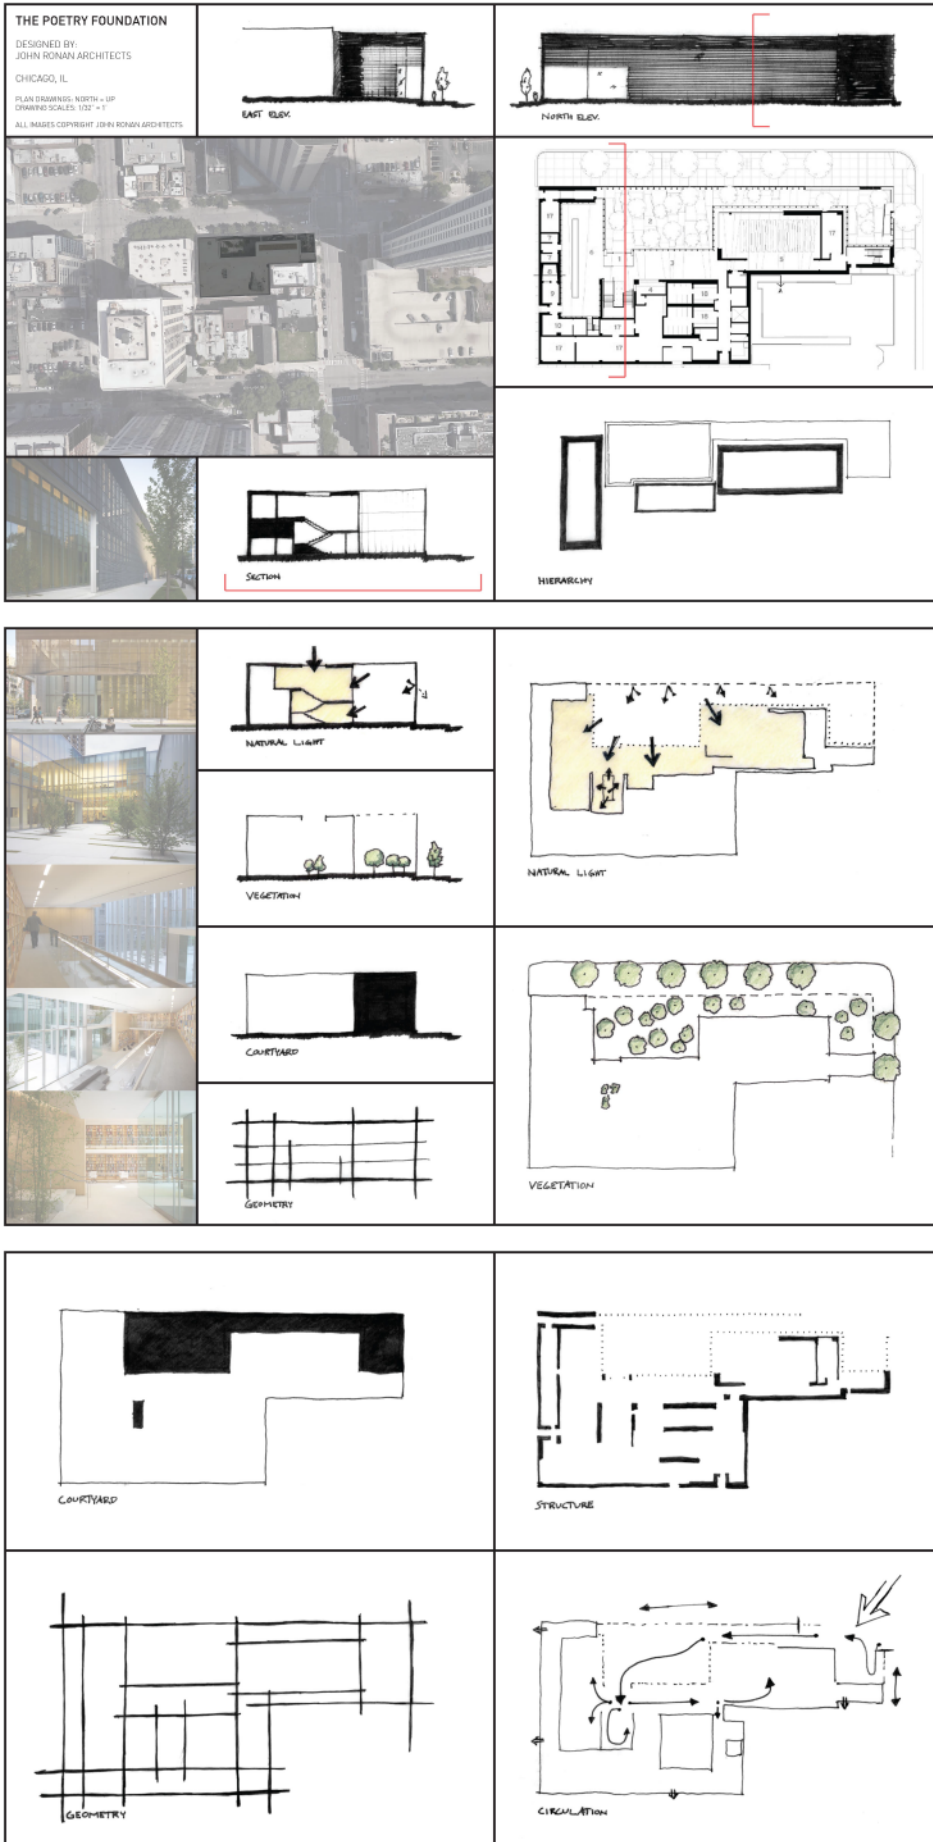 THE POETRY FOUNDATION
DESIGNED BY:
JOHN RONAN ARCHITECTS
CHICAGO, IL
PLAN DRAWINGS: NORTH = UP
DRAWING SCALES: 1/32" = 1'
ALL IMAGES COPYRIGHT JOHN RONAN ARCHITECTS
EAST ELEV.
NORTH ELEV.
SECTION
HIERARCHY
NATURAL LIGHT
NATURAL LIGHT
VEGETATION
VEGETATION
COURTYARD
GEOMETRY
COURTYARD
STRUCTURE
GEOMETRY
CIRCULATION